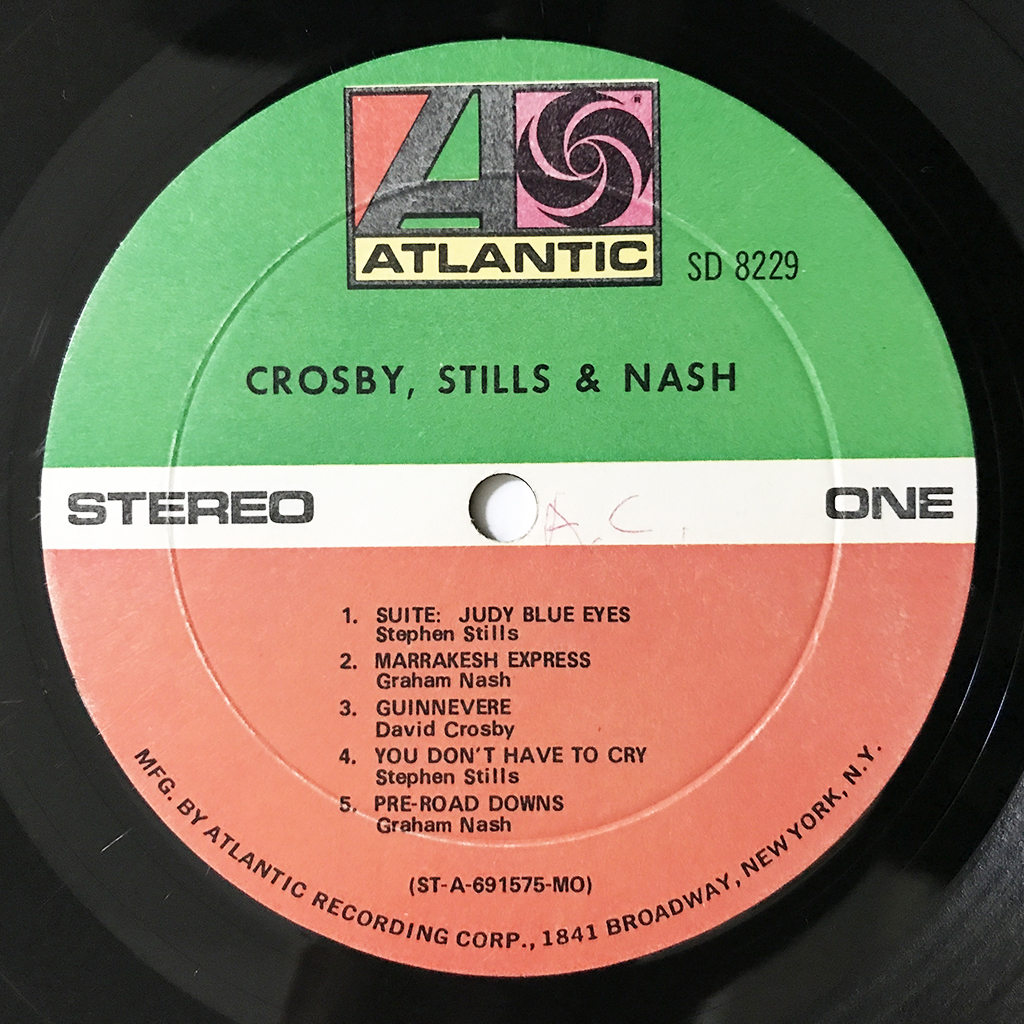 ATLANTIC
SD 8229
CROSBY, STILLS & NASH
STEREO
ONE
A. C.
1. SUITE: JUDY BLUE EYES
Stephen Stills
2. MARRAKESH EXPRESS
Graham Nash
3. GUINNEVERE
David Crosby
4. YOU DON'T HAVE TO CRY
Stephen Stills
5. PRE-ROAD DOWNS
Graham Nash
(ST-A-691575-MO)
MFG. BY ATLANTIC RECORDING CORP., 1841 BROADWAY, NEW YORK, N.Y.